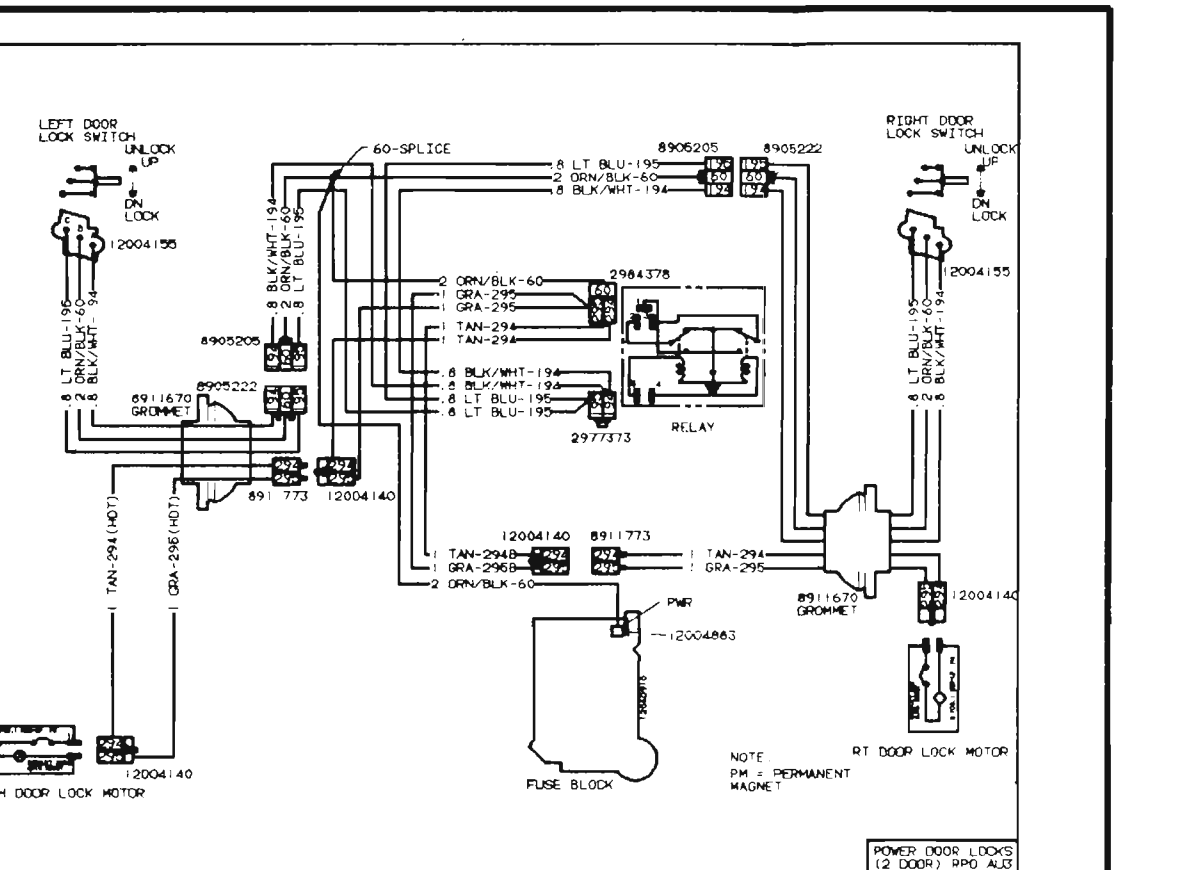 LEFT DOOR
LOCK SWITCH
UNLOCK
UP
DN
LOCK
12004155
.8 LT BLU-195
2 ORN/BLK-60
.8 BLK/WHT-194
60-SPLICE
.8 BLK/WHT-194
2 ORN/BLK-60
.8 LT BLU-195
8905205
8905222
8911670
GROMMET
294
295
8911773
12004140
1 TAN-294(HDT)
1 GRA-295(HDT)
294
295
12004140
H DOOR LOCK MOTOR
.8 LT BLU-195
2 ORN/BLK-60
.8 BLK/WHT-194
8905205
8905222
195
60
194
195
60
194
2 ORN/BLK-60
1 GRA-295
1 GRA-295
1 TAN-294
1 TAN-294
2984378
60
.8 BLK/WHT-194
.8 BLK/WHT-194
.8 LT BLU-195
.8 LT BLU-195
2977373
RELAY
12004140
8911773
1 TAN-294B
1 GRA-295B
2 ORN/BLK-60
294
295
294
295
1 TAN-294
1 GRA-295
PWR
12004883
FUSE BLOCK
RIGHT DOOR
LOCK SWITCH
UNLOCK
UP
DN
LOCK
12004155
.8 LT BLU-195
2 ORN/BLK-60
.8 BLK/WHT-194
8911670
GROMMET
12004140
RT DOOR LOCK MOTOR
NOTE.
PM = PERMANENT
MAGNET
POWER DOOR LOCKS
(2 DOOR) RPO AU3